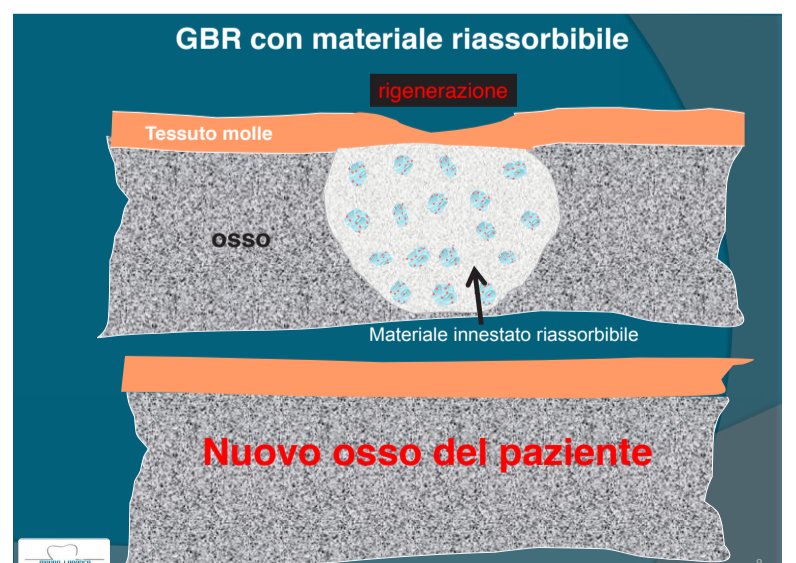 GBR con materiale riassorbibile
rigenerazione
Tessuto molle
osso
Materiale innestato riassorbibile
Nuovo osso del paziente